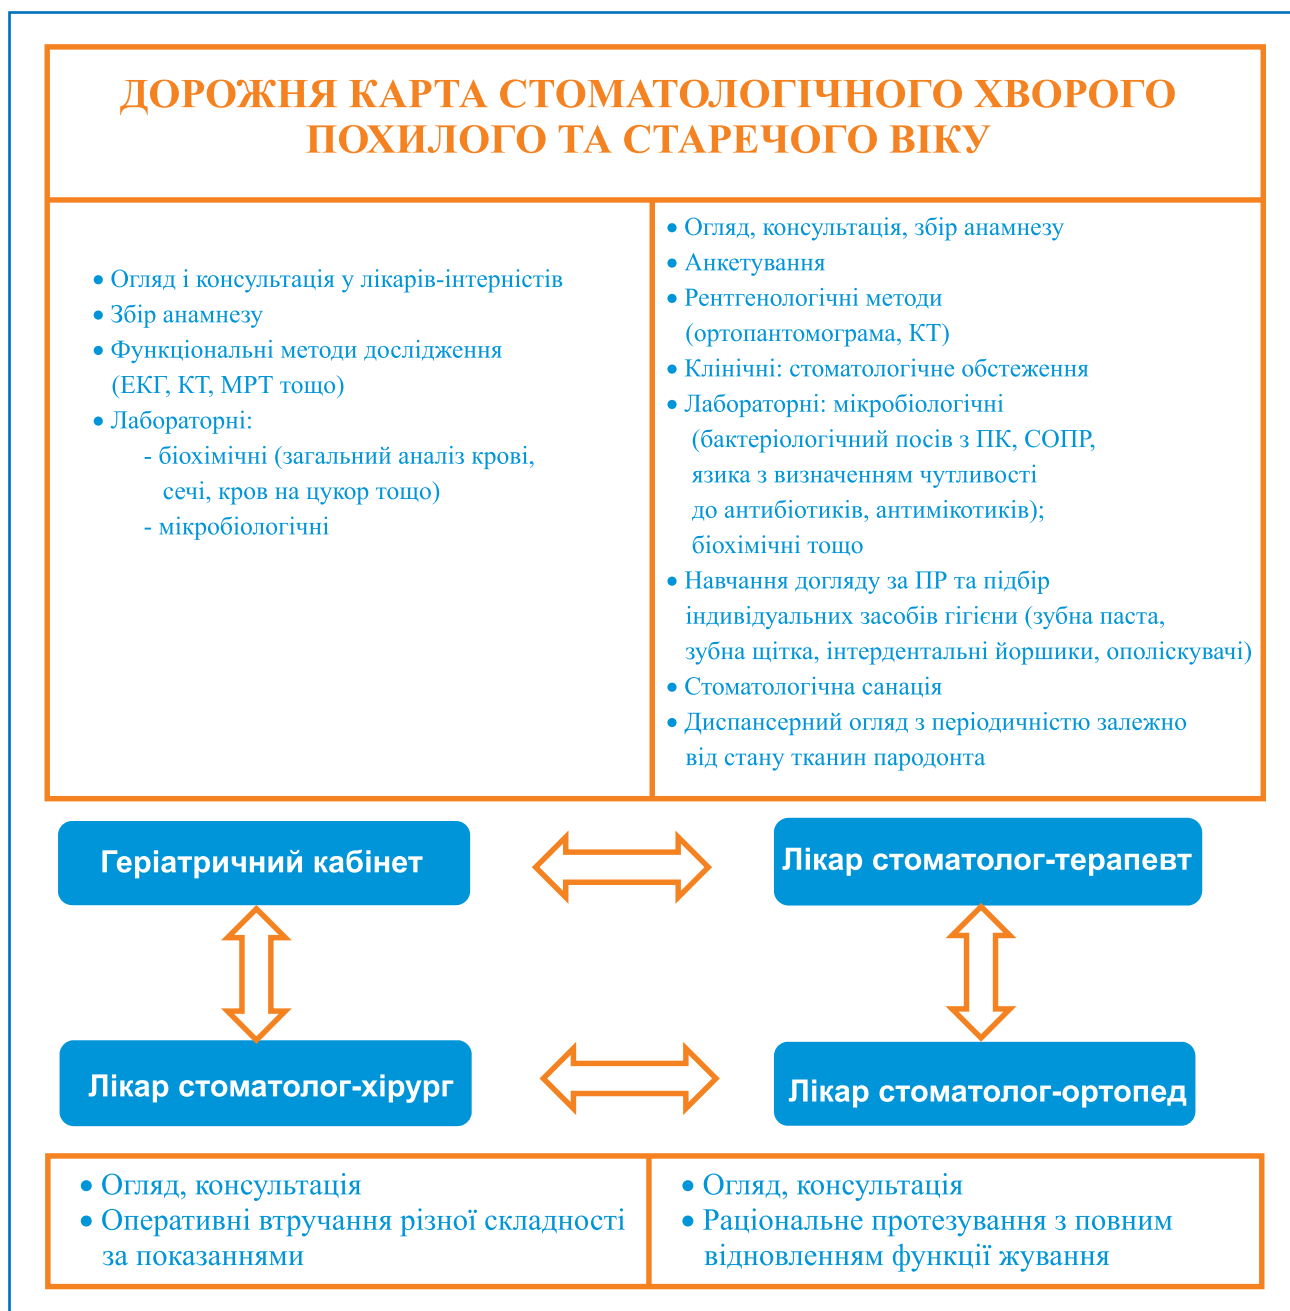 ДОРОЖНЯ КАРТА СТОМАТОЛОГІЧНОГО ХВОРОГО
ПОХИЛОГО ТА СТАРЕЧОГО ВІКУ
• Огляд і консультація у лікарів-інтерністів
• Збір анамнезу
• Функціональні методи дослідження
(ЕКГ, КТ, МРТ тощо)
• Лабораторні:
- біохімічні (загальний аналіз крові,
сечі, кров на цукор тощо)
- мікробіологічні
• Огляд, консультація, збір анамнезу
• Анкетування
• Рентгенологічні методи
(ортопантомограма, КТ)
• Клінічні: стоматологічне обстеження
• Лабораторні: мікробіологічні
(бактеріологічний посів з ПК, СОПР,
язика з визначенням чутливості
до антибіотиків, антимікотиків);
біохімічні тощо
• Навчання догляду за ПР та підбір
індивідуальних засобів гігієни (зубна паста,
зубна щітка, інтердентальні йоршики, ополіскувачі)
• Стоматологічна санація
• Диспансерний огляд з періодичністю залежно
від стану тканин пародонта
Геріатричний кабінет
Лікар стоматолог-терапевт
Лікар стоматолог-хірург
Лікар стоматолог-ортопед
• Огляд, консультація
• Оперативні втручання різної складності
за показаннями
• Огляд, консультація
• Раціональне протезування з повним
відновленням функції жування